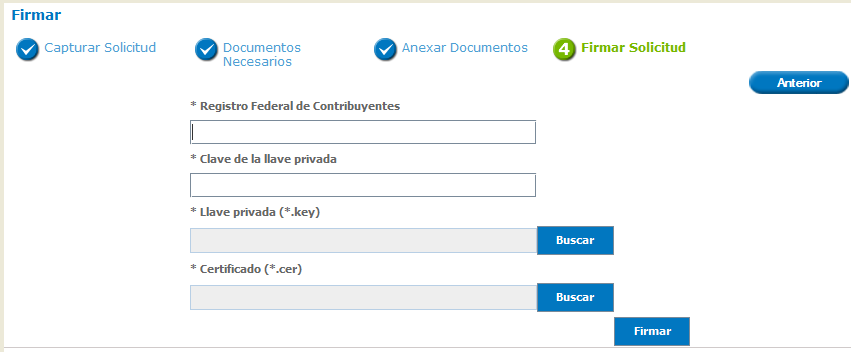 Firmar
Capturar Solicitud
Documentos
Necesarios
Anexar Documentos
4 Firmar Solicitud
Anterior
* Registro Federal de Contribuyentes
* Clave de la llave privada
* Llave privada (*.key)
Buscar
* Certificado (*.cer)
Buscar
Firmar